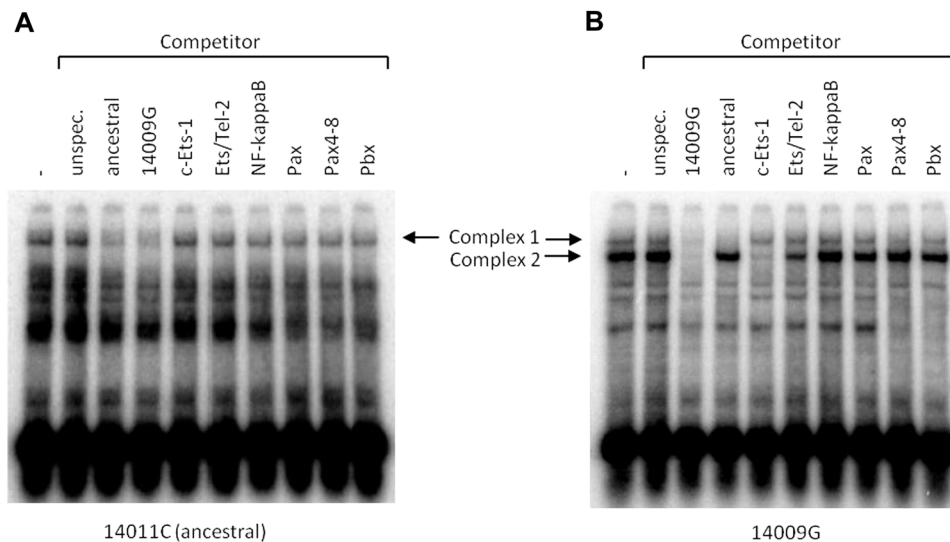 A
Competitor
-
unspec.
ancestral
14009G
c-Ets-1
Ets/Tel-2
NF-kappaB
Pax
Pax4-8
Pbx
14011C (ancestral)
Complex 1
Complex 2
B
Competitor
-
unspec.
14009G
ancestral
c-Ets-1
Ets/Tel-2
NF-kappaB
Pax
Pax4-8
Pbx
14009G